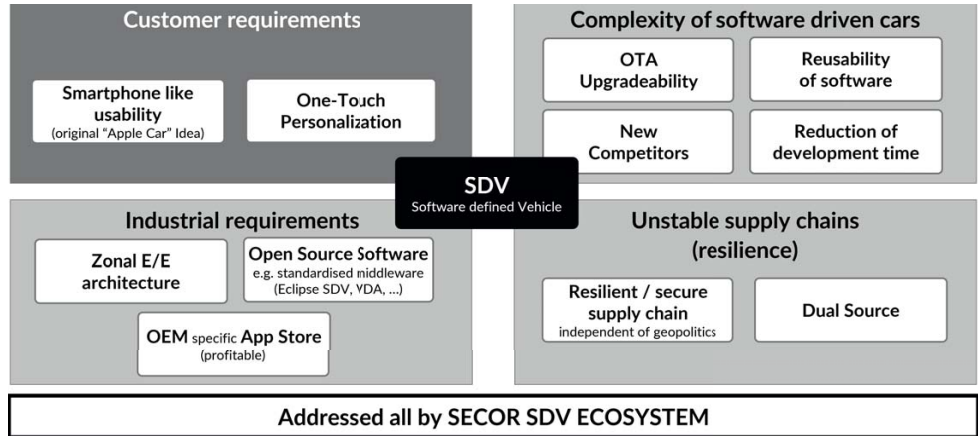 Customer requirements
Smartphone like
usability
(original "Apple Car" Idea)
One-Touch
Personalization
Complexity of software driven cars
OTA
Upgradeability
Reusability
of software
New
Competitors
Reduction of
development time
SDV
Software defined Vehicle
Industrial requirements
Zonal E/E
architecture
Open Source Software
e.g. standardised middleware
(Eclipse SDV, VDA, ...)
OEM specific App Store
(profitable)
Unstable supply chains
(resilience)
Resilient / secure
supply chain
independent of geopolitics
Dual Source
Addressed all by SECOR SDV ECOSYSTEM